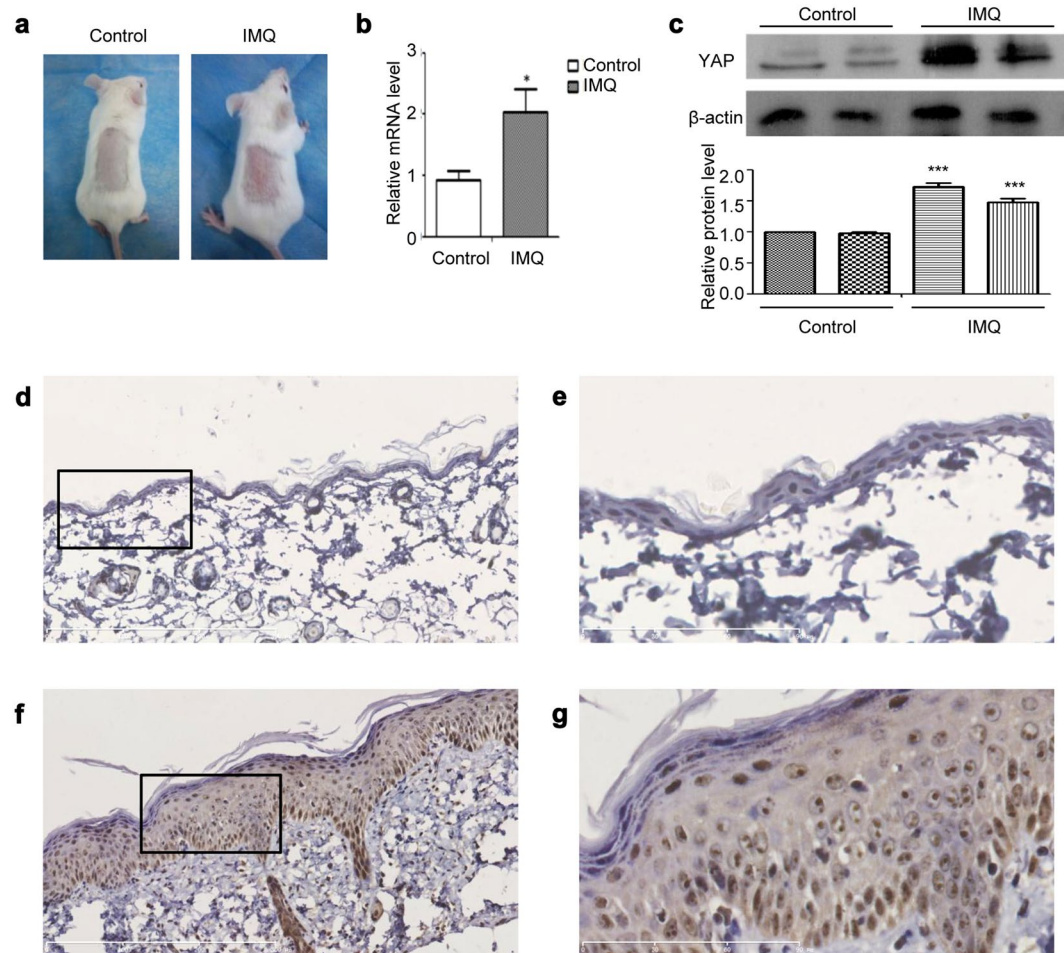 a
Control IMQ
b
3
2
1
0
Relative mRNA level
*
Control
IMQ
Control IMQ
c
Control IMQ
YAP
β-actin
Relative protein level
2.0
1.5
1.0
0.5
0.0
***
***
Control IMQ
d
e
f
g